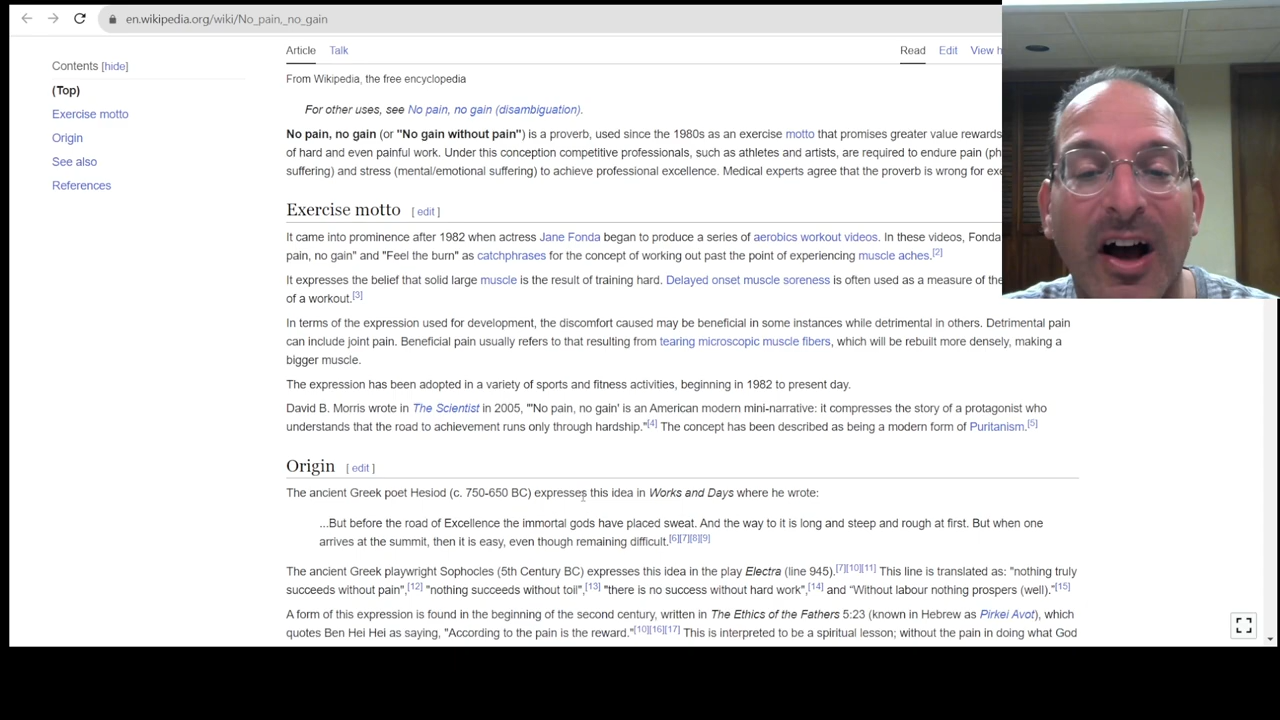 en.wikipedia.org/wiki/No_pain,_no_gain
Contents [hide]
(Top)
Exercise motto
Origin
See also
References
Article Talk Read Edit View h
From Wikipedia, the free encyclopedia
For other uses, see No pain, no gain (disambiguation).
No pain, no gain (or "No gain without pain") is a proverb, used since the 1980s as an exercise motto that promises greater value rewards
of hard and even painful work. Under this conception competitive professionals, such as athletes and artists, are required to endure pain (ph
suffering) and stress (mental/emotional suffering) to achieve professional excellence. Medical experts agree that the proverb is wrong for exe
Exercise motto [ edit ]
It came into prominence after 1982 when actress Jane Fonda began to produce a series of aerobics workout videos. In these videos, Fonda
pain, no gain" and "Feel the burn" as catchphrases for the concept of working out past the point of experiencing muscle aches.[2]
It expresses the belief that solid large muscle is the result of training hard. Delayed onset muscle soreness is often used as a measure of the
of a workout.[3]
In terms of the expression used for development, the discomfort caused may be beneficial in some instances while detrimental in others. Detrimental pain
can include joint pain. Beneficial pain usually refers to that resulting from tearing microscopic muscle fibers, which will be rebuilt more densely, making a
bigger muscle.
The expression has been adopted in a variety of sports and fitness activities, beginning in 1982 to present day.
David B. Morris wrote in The Scientist in 2005, "'No pain, no gain' is an American modern mini-narrative: it compresses the story of a protagonist who
understands that the road to achievement runs only through hardship."[4] The concept has been described as being a modern form of Puritanism.[5]
Origin [ edit ]
The ancient Greek poet Hesiod (c. 750-650 BC) expresses this idea in Works and Days where he wrote:
...But before the road of Excellence the immortal gods have placed sweat. And the way to it is long and steep and rough at first. But when one
arrives at the summit, then it is easy, even though remaining difficult.[6][7][8][9]
The ancient Greek playwright Sophocles (5th Century BC) expresses this idea in the play Electra (line 945).[7][10][11] This line is translated as: "nothing truly
succeeds without pain",[12] "nothing succeeds without toil",[13] "there is no success without hard work",[14] and “Without labour nothing prospers (well)."[15]
A form of this expression is found in the beginning of the second century, written in The Ethics of the Fathers 5:23 (known in Hebrew as Pirkei Avot), which
quotes Ben Hei Hei as saying, "According to the pain is the reward."[10][16][17] This is interpreted to be a spiritual lesson; without the pain in doing what God